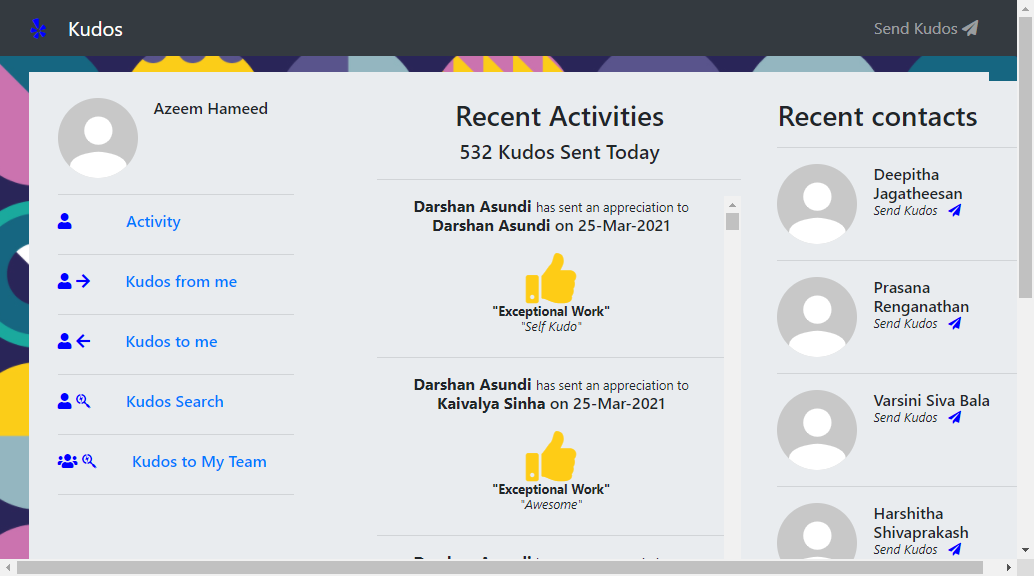 Kudos
Send Kudos
Azeem Hameed
Activity
Kudos from me
Kudos to me
Kudos Search
Kudos to My Team
Recent Activities
532 Kudos Sent Today
Darshan Asundi has sent an appreciation to
Darshan Asundi on 25-Mar-2021
"Exceptional Work"
"Self Kudo"
Darshan Asundi has sent an appreciation to
Kaivalya Sinha on 25-Mar-2021
"Exceptional Work"
"Awesome"
Recent contacts
Deepitha
Jagatheesan
Send Kudos
Prasana
Renganathan
Send Kudos
Varsini Siva Bala
Send Kudos
Harshitha
Shivaprakash
Send Kudos